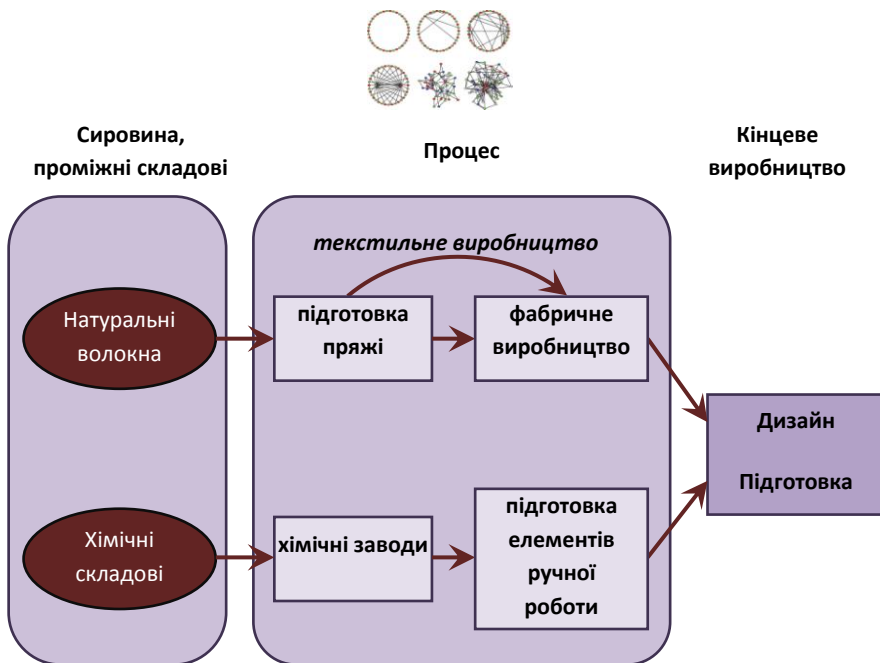 Сировина,
проміжні складові
Процес
Кінцеве
виробництво
текстильне виробництво
Натуральні
волокна
підготовка
пряжі
фабричне
виробництво
Дизайн
Підготовка
Хімічні
складові
хімічні заводи
підготовка
елементів
ручної
роботи